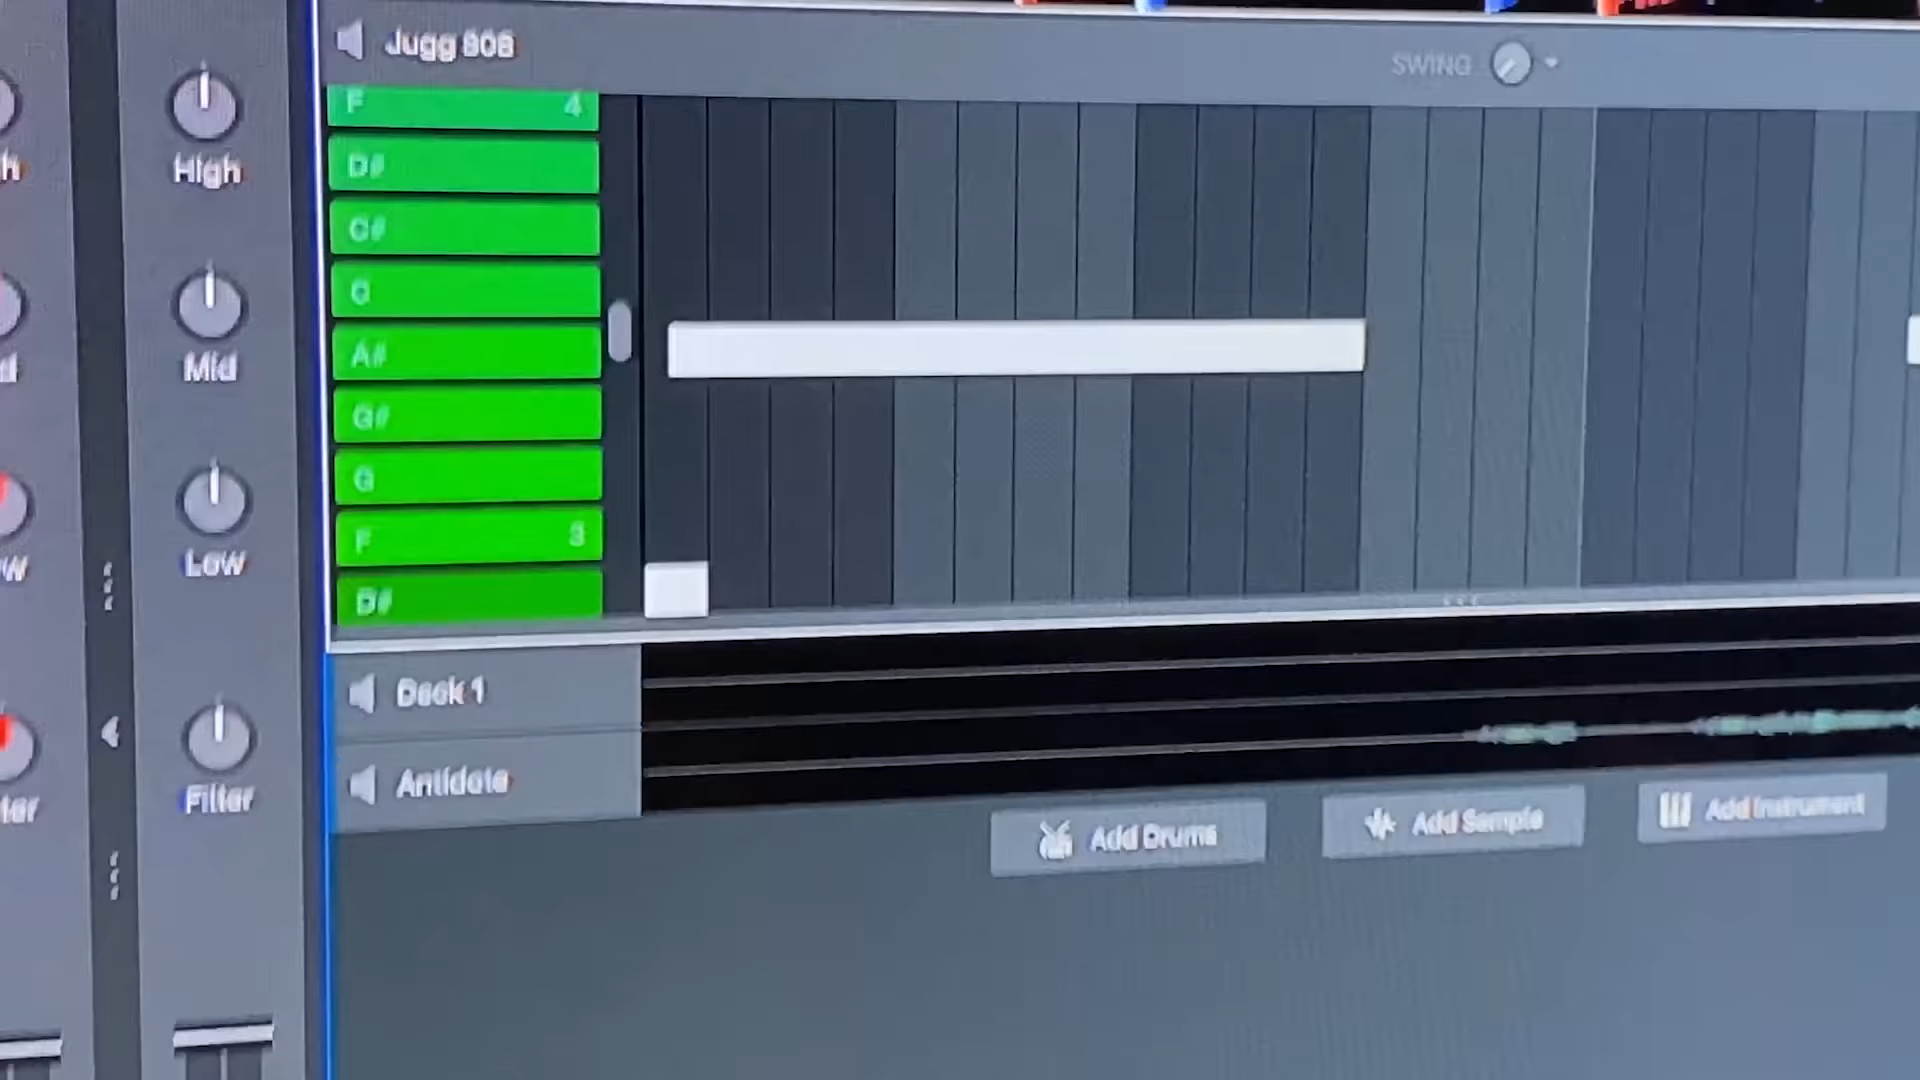 Jugg 808
SWING
F 4
D#
C#
C
A#
G#
G
F 3
D#
High
Mid
Low
Filter
Deck 1
Antidote
Add Drums
Add Sample
Add Instrument